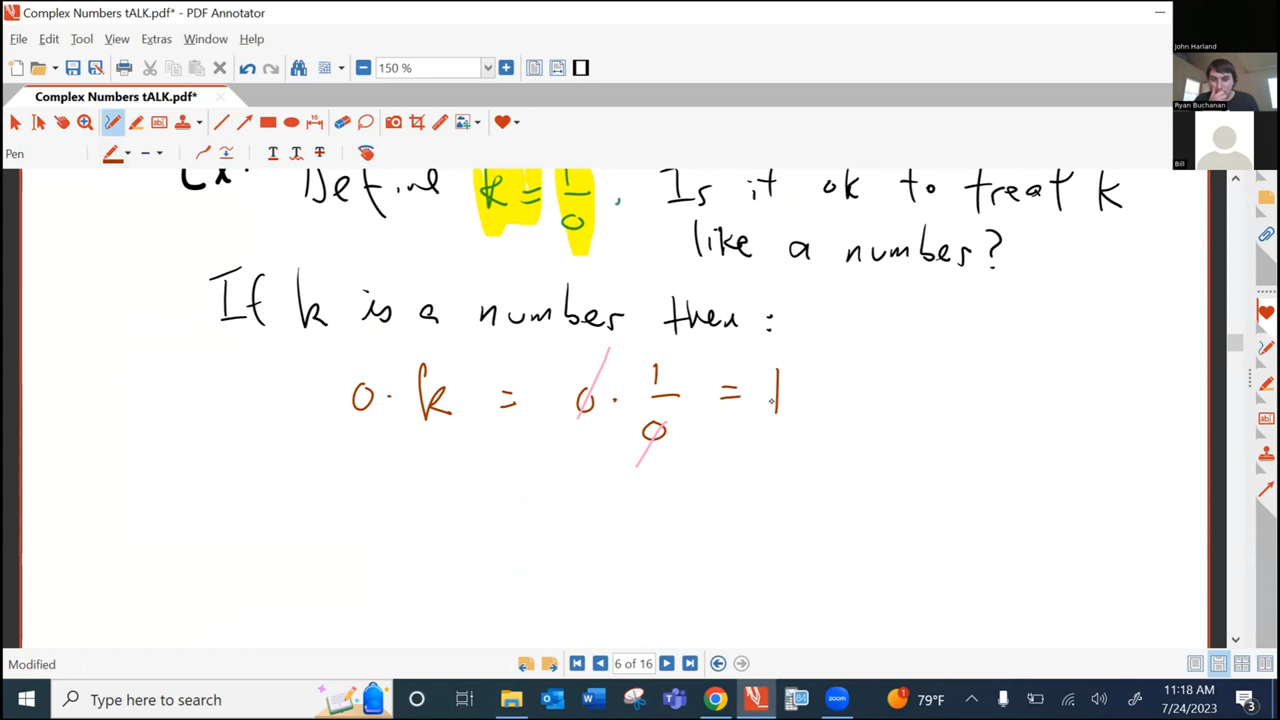 Complex Numbers tALK.pdf* - PDF Annotator
File Edit Tool View Extras Window Help
150 %
Complex Numbers tALK.pdf*
Pen
John Harland
Ryan Buchanan
Bill
Ex: Define k = 1/0 , Is it ok to treat k
like a number?
If k is a number then :
0 · k = 0 · 1/0 = 1
Modified
6 of 16
Type here to search
79°F
11:18 AM
7/24/2023
3